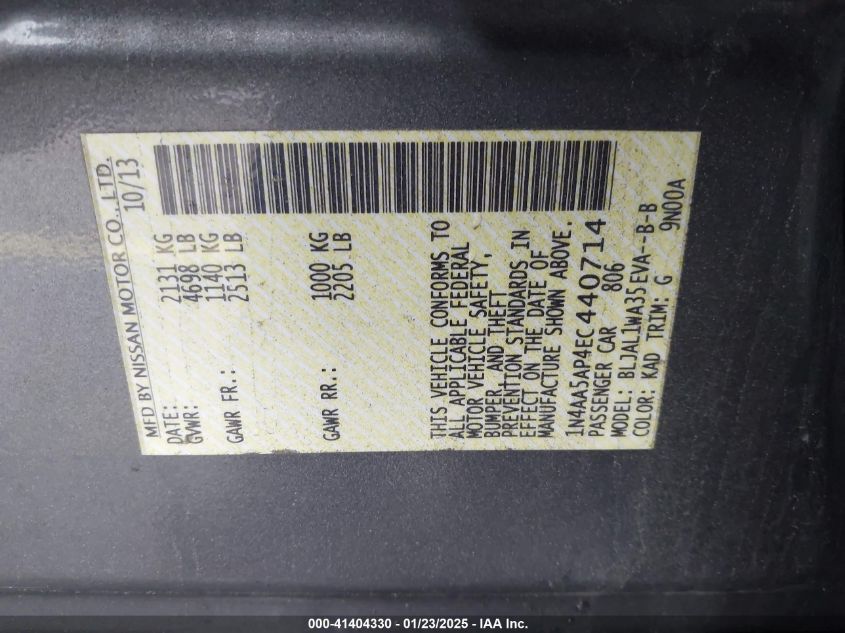 MFD BY NISSAN MOTOR CO., LTD.
DATE: 10/13
GVWR: 2131 KG
4698 LB
GAWR FR.: 1140 KG
2513 LB
GAWR RR.: 1000 KG
2205 LB
THIS VEHICLE CONFORMS TO
ALL APPLICABLE FEDERAL
MOTOR VEHICLE SAFETY,
BUMPER, AND THEFT
PREVENTION STANDARDS IN
EFFECT ON THE DATE OF
MANUFACTURE SHOWN ABOVE.
1N4AA5AP4EC440714
PASSENGER CAR 806
MODEL: BLJAL1WA35EVA--B-B
COLOR: KAD TRIM: G 9N00A
000-41404330 - 01/23/2025 - IAA Inc.